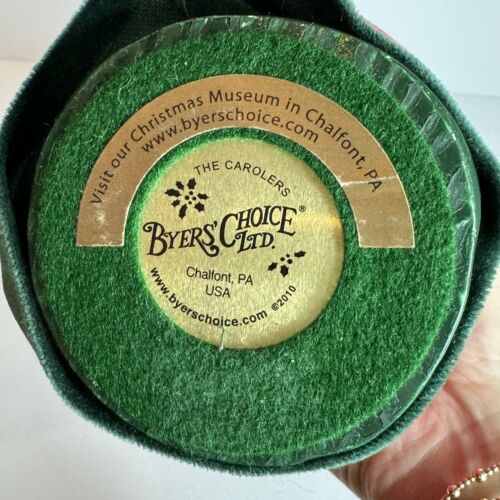 Visit our Christmas Museum in Chalfont, PA
www.byerschoice.com
THE CAROLERS
BYERS' CHOICE®
LTD.
Chalfont, PA
USA
www.byerschoice.com ©2010